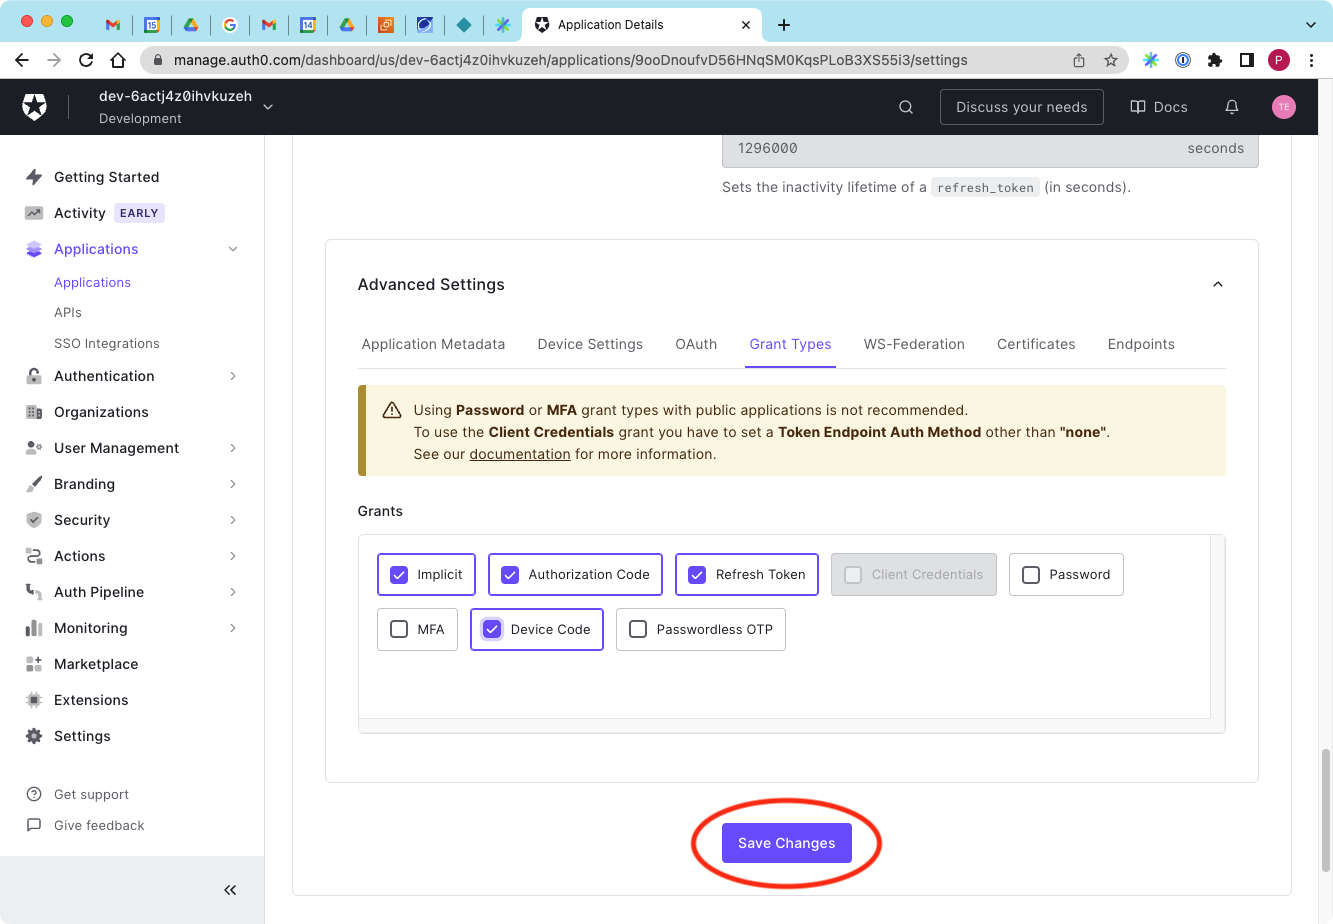 15
14
Application Details
manage.auth0.com/dashboard/us/dev-6actj4z0ihvkuzeh/applications/9ooDnoufvD56HNqSM0KqsPLoB3XS55i3/settings
P
dev-6actj4z0ihvkuzeh
Development
Discuss your needs
Docs
TE
Getting Started
Activity EARLY
Applications
Applications
APIs
SSO Integrations
Authentication
Organizations
User Management
Branding
Security
Actions
Auth Pipeline
Monitoring
Marketplace
Extensions
Settings
Get support
Give feedback
1296000 seconds
Sets the inactivity lifetime of a refresh_token (in seconds).
Advanced Settings
Application Metadata Device Settings OAuth Grant Types WS-Federation Certificates Endpoints
Using Password or MFA grant types with public applications is not recommended.
To use the Client Credentials grant you have to set a Token Endpoint Auth Method other than "none".
See our documentation for more information.
Grants
Implicit Authorization Code Refresh Token Client Credentials Password
MFA Device Code Passwordless OTP
Save Changes